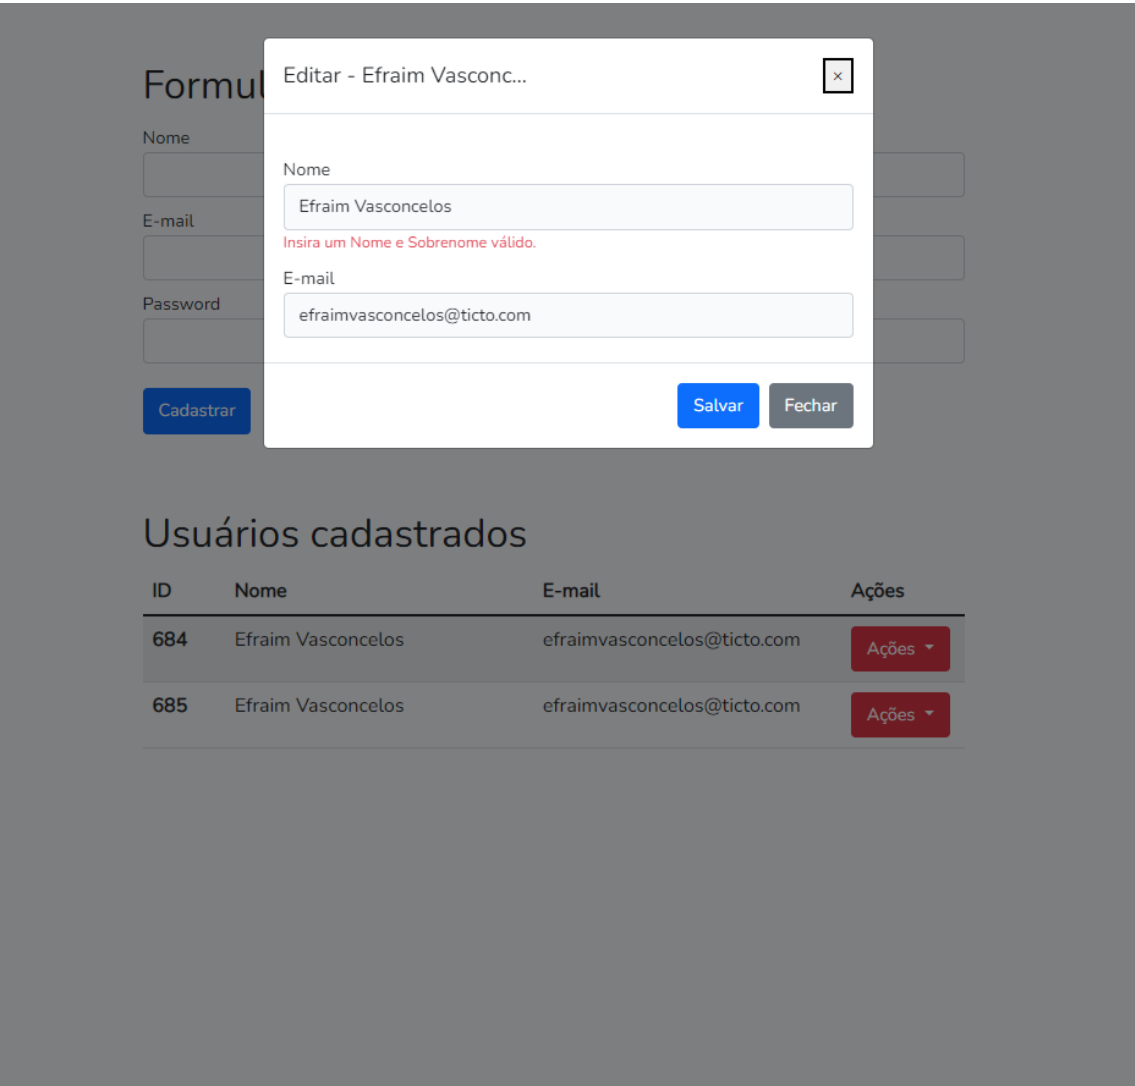 Formul
Editar - Efraim Vasconc...
×
Nome
Nome
Efraim Vasconcelos
E-mail
Insira um Nome e Sobrenome válido.
E-mail
Password
efraimvasconcelos@ticto.com
Cadastrar
Salvar Fechar
Usuários cadastrados
ID Nome E-mail Ações
684 Efraim Vasconcelos efraimvasconcelos@ticto.com Ações
685 Efraim Vasconcelos efraimvasconcelos@ticto.com Ações